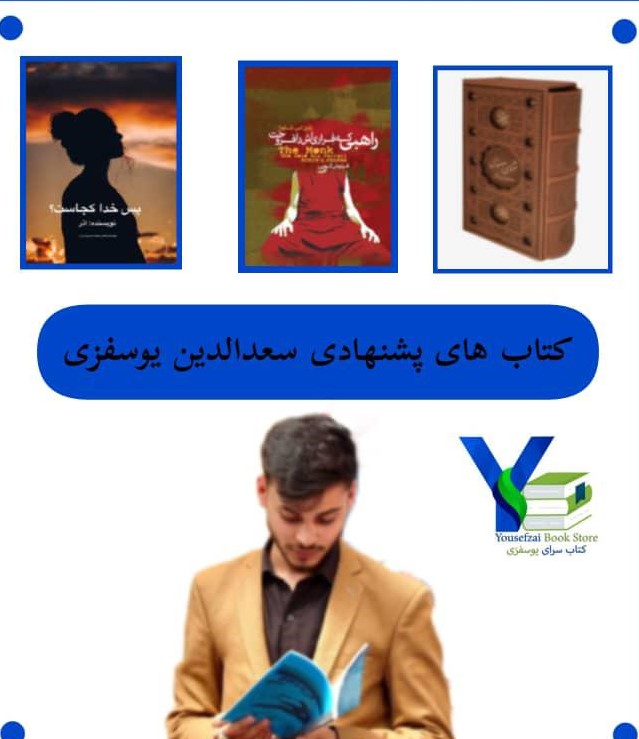 پس خدا کجاست؟
نویسنده: آذر
راهبی که فراری‌اش را فروخت
The Monk
کتاب های پشنهادی سعدالدین یوسفزی
Yousefzai Book Store
کتاب سرای یوسفزی